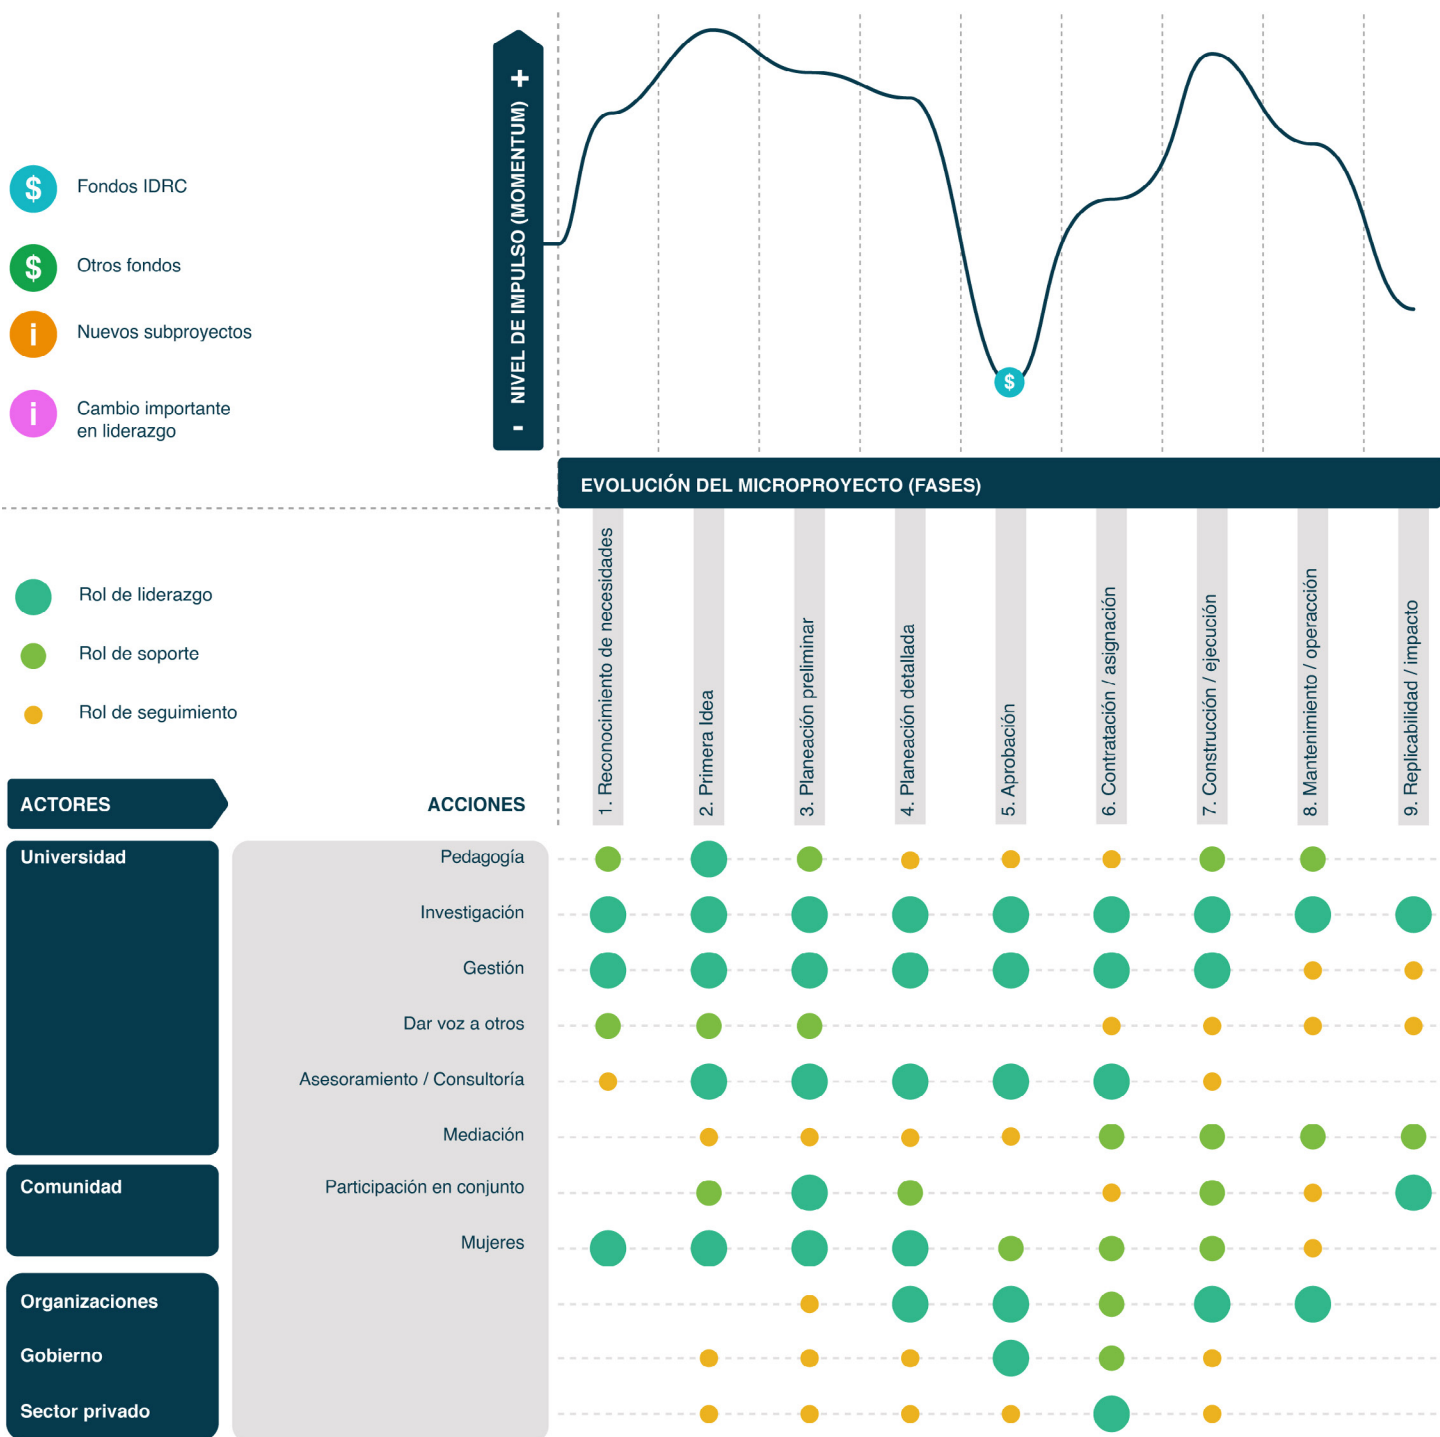 +
NIVEL DE IMPULSO (MOMENTUM)
-
$ Fondos IDRC
$ Otros fondos
i Nuevos subproyectos
i Cambio importante
en liderazgo
$
EVOLUCIÓN DEL MICROPROYECTO (FASES)
Rol de liderazgo
Rol de soporte
Rol de seguimiento
1. Reconocimiento de necesidades
2. Primera Idea
3. Planeación preliminar
4. Planeación detallada
5. Aprobación
6. Contratación / asignación
7. Construcción / ejecución
8. Mantenimiento / operacción
9. Replicabilidad / impacto
ACTORES
ACCIONES
Universidad
Pedagogía
Investigación
Gestión
Dar voz a otros
Asesoramiento / Consultoría
Mediación
Comunidad
Participación en conjunto
Mujeres
Organizaciones
Gobierno
Sector privado